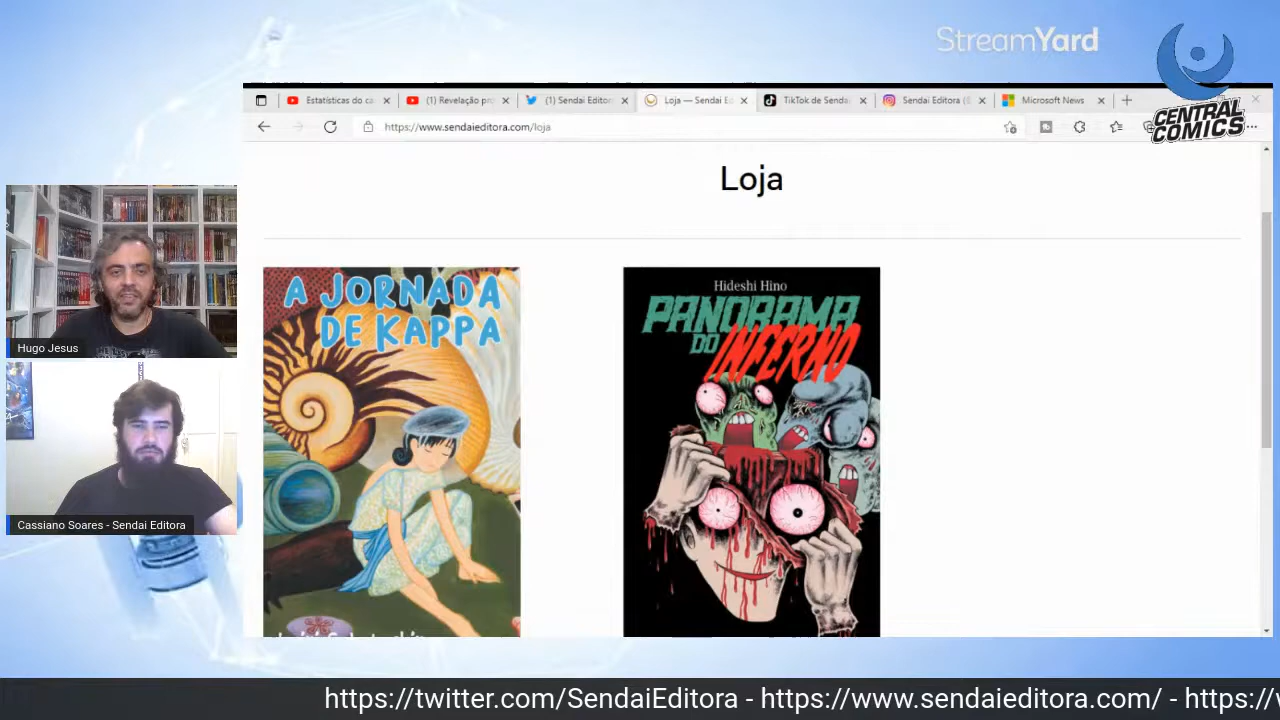 StreamYard
CENTRAL
COMICS
Estatísticas do ca
(1) Revelação pr
(1) Sendai Editor
Loja — Sendai Ed
TikTok de Senda
Sendai Editora (
Microsoft News
https://www.sendaieditora.com/loja
Loja
A JORNADA
DE KAPPA
Hideshi Hino
PANORAMA
DO INFERNO
Hugo Jesus
Cassiano Soares - Sendai Editora
https://twitter.com/SendaiEditora - https://www.sendaieditora.com/ - https://